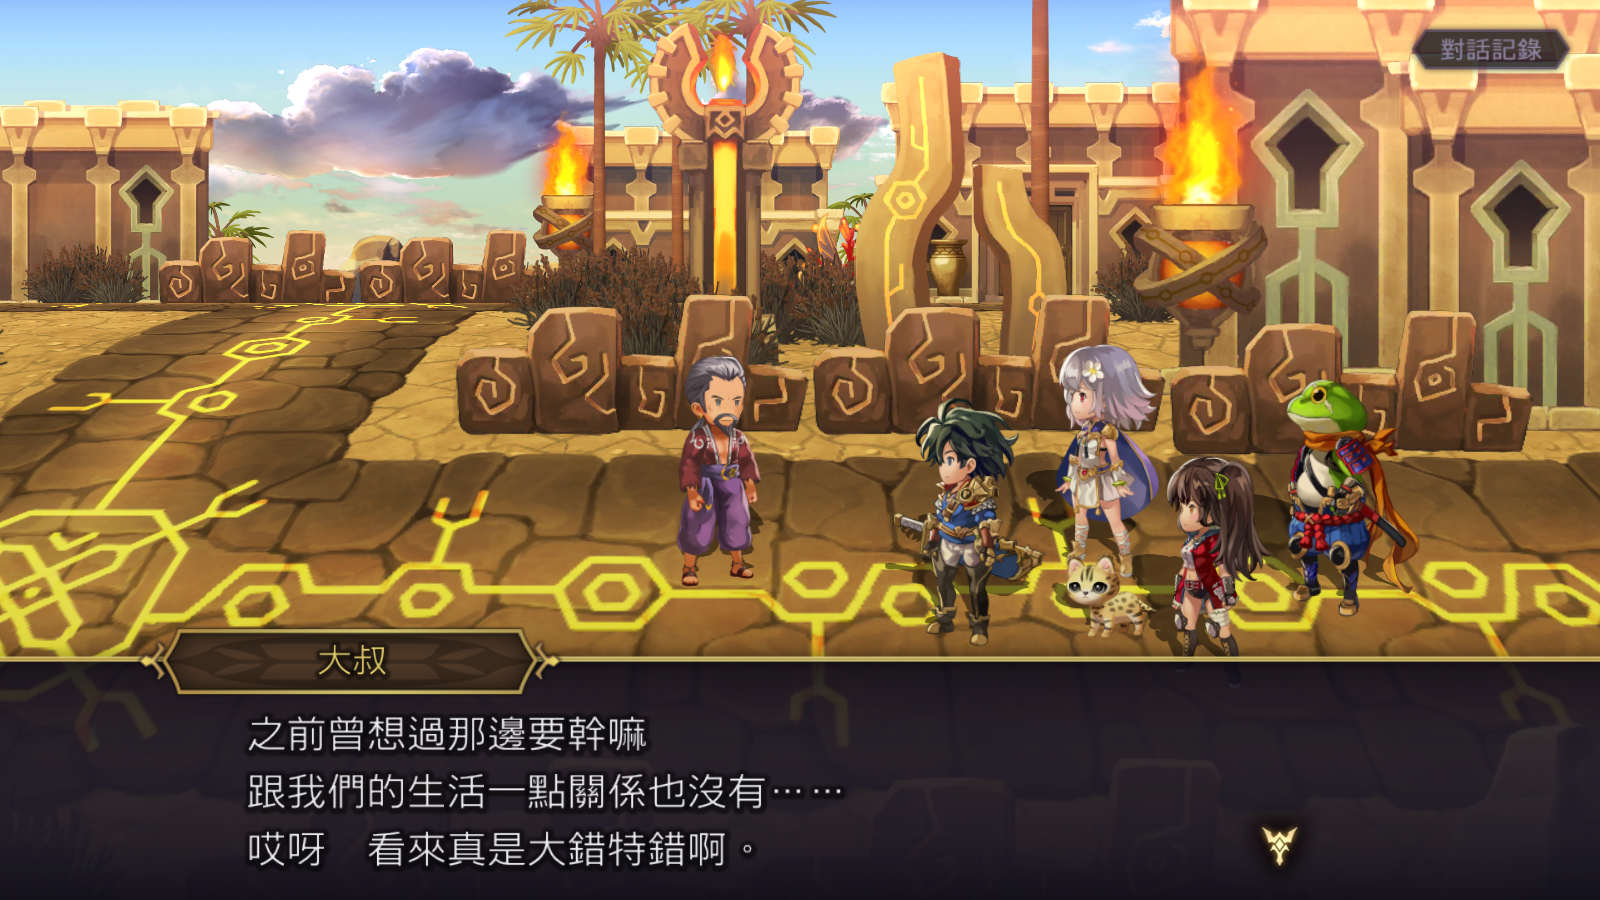 對話記錄
大叔
之前曾想過那邊要幹嘛
跟我們的生活一點關係也沒有⋯⋯
哎呀　看來真是大錯特錯啊。